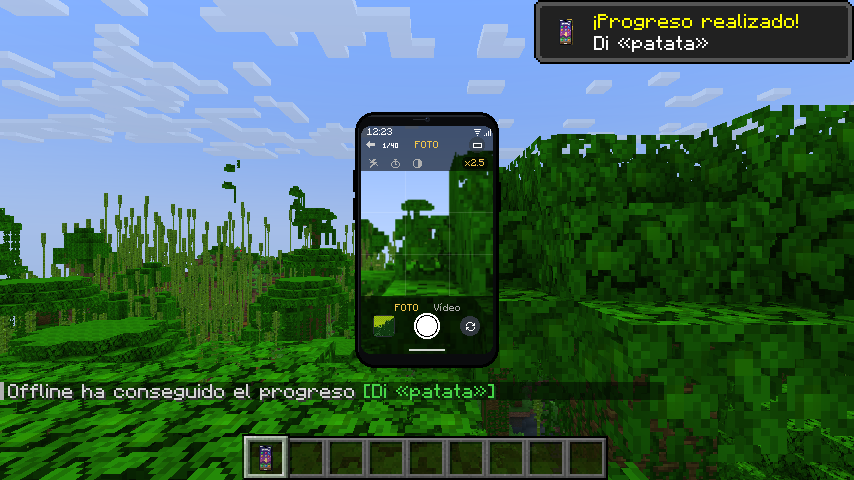 ¡Progreso realizado!
Di «patata»
12:23
1/40 FOTO
x2.5
FOTO Vídeo
Offline ha conseguido el progreso [Di «patata»]